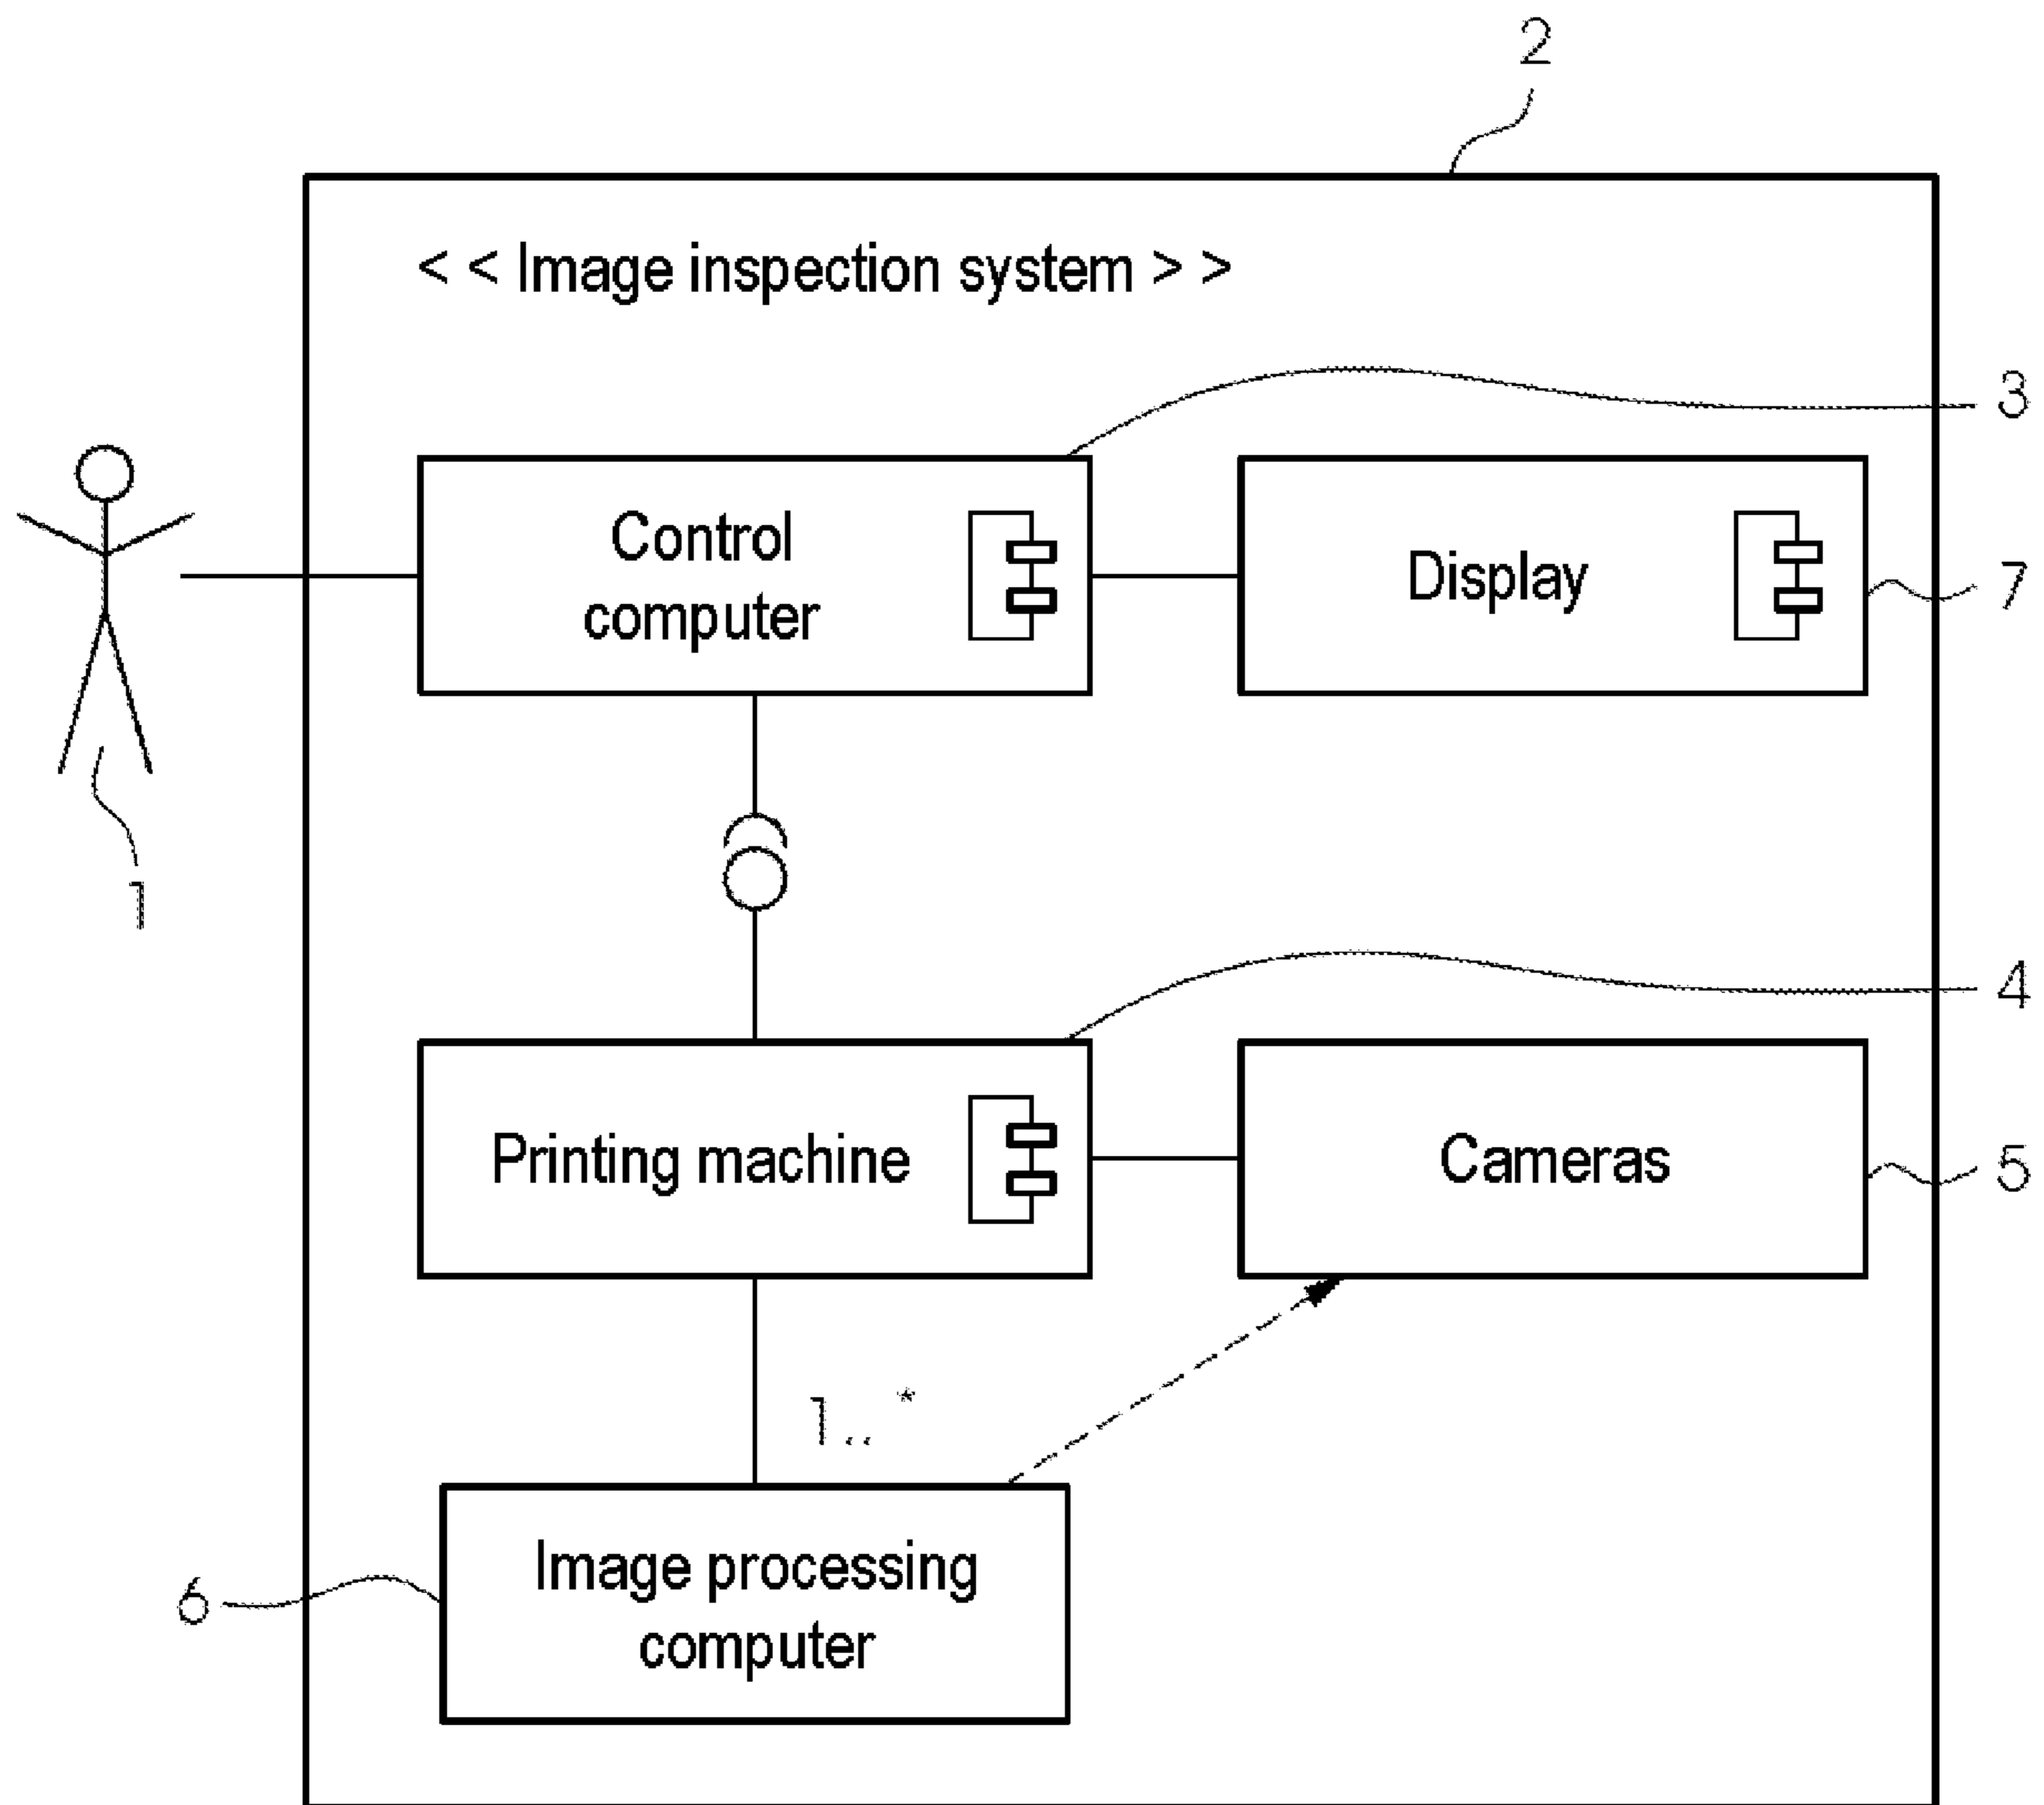 2
< < Image inspection system > >
3
Control
computer
Display
7
1
4
Printing machine
Cameras
5
1..*
6
Image processing
computer